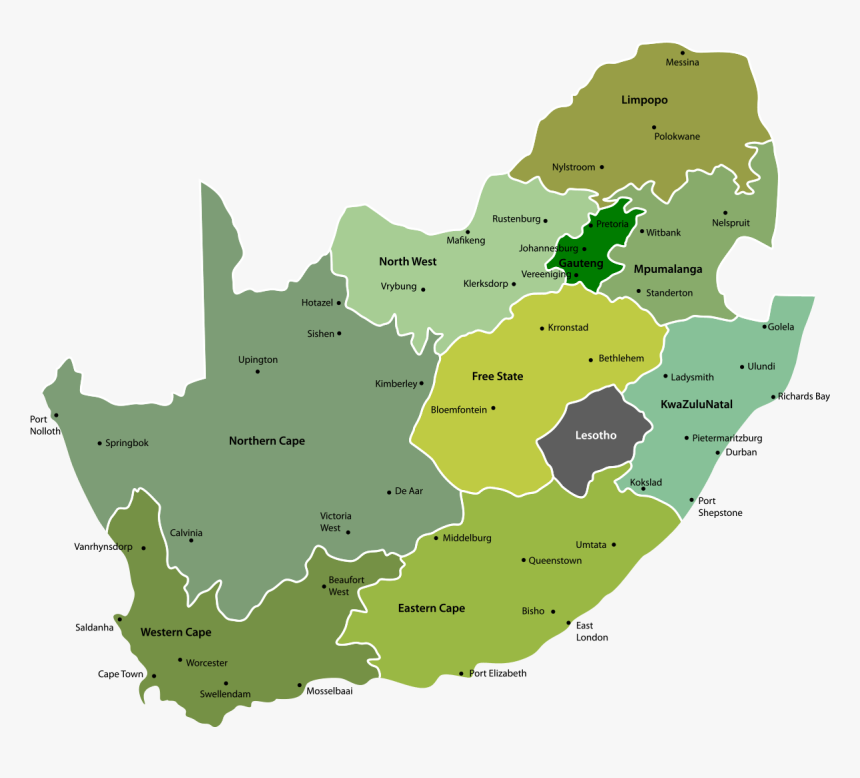 Messina
Limpopo
Polokwane
Nylstroom
Rustenburg
Pretoria
Nelspruit
Witbank
Mafikeng
Johannesburg
North West
Gauteng
Mpumalanga
Vereeniging
Vrybung
Klerksdorp
Standerton
Hotazel
Golela
Krronstad
Sishen
Upington
Bethlehem
Ulundi
Free State
Ladysmith
Kimberley
Richards Bay
KwaZuluNatal
Bloemfontein
Port
Nolloth
Lesotho
Springbok
Northern Cape
Pietermaritzburg
Durban
Kokslad
De Aar
Port
Shepstone
Victoria
West
Calvinia
Vanrhynsdorp
Middelburg
Umtata
Queenstown
Beaufort
West
Eastern Cape
Bisho
East
London
Saldanha
Western Cape
Worcester
Cape Town
Port Elizabeth
Swellendam
Mosselbaai